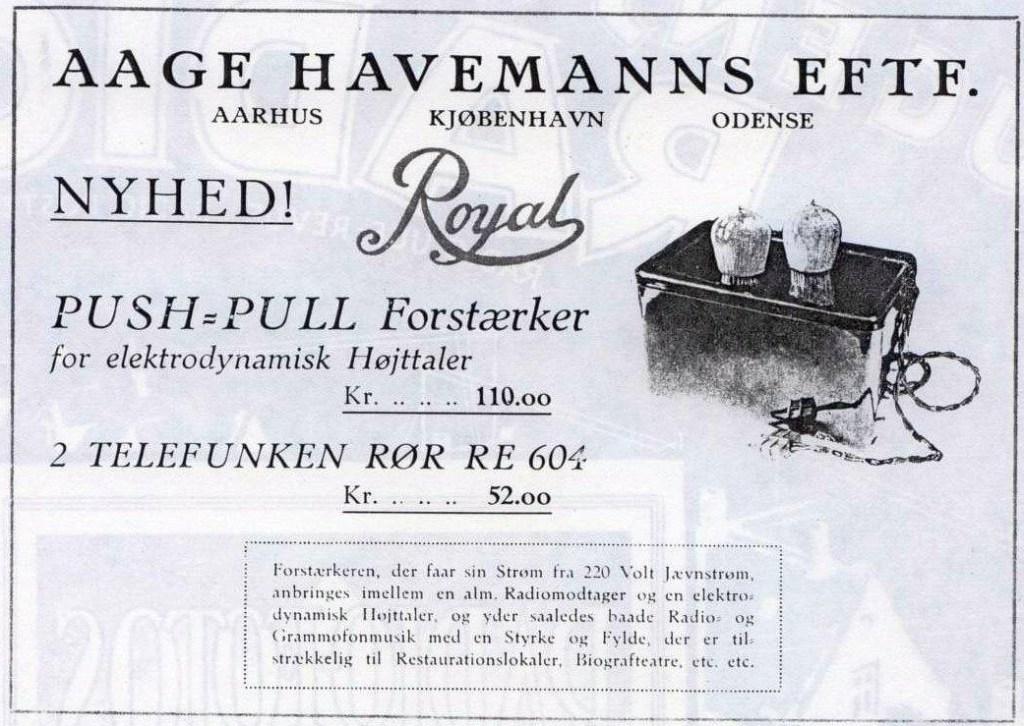 AAGE HAVEMANNS EFTF.
AARHUS KJØBENHAVN ODENSE
NYHED! Royal
PUSH=PULL Forstærker
for elektrodynamisk Højttaler
Kr. .. .. .. 110.00
2 TELEFUNKEN RØR RE 604
Kr. .. .. .. 52.00
Forstærkeren, der faar sin Strøm fra 220 Volt Jævnstrøm,
anbringes imellem en alm. Radiomodtager og en elektro=
dynamisk Højttaler, og yder saaledes baade Radio= og
Grammofonmusik med en Styrke og Fylde, der er til=
strækkelig til Restaurationslokaler, Biografteatre, etc. etc.